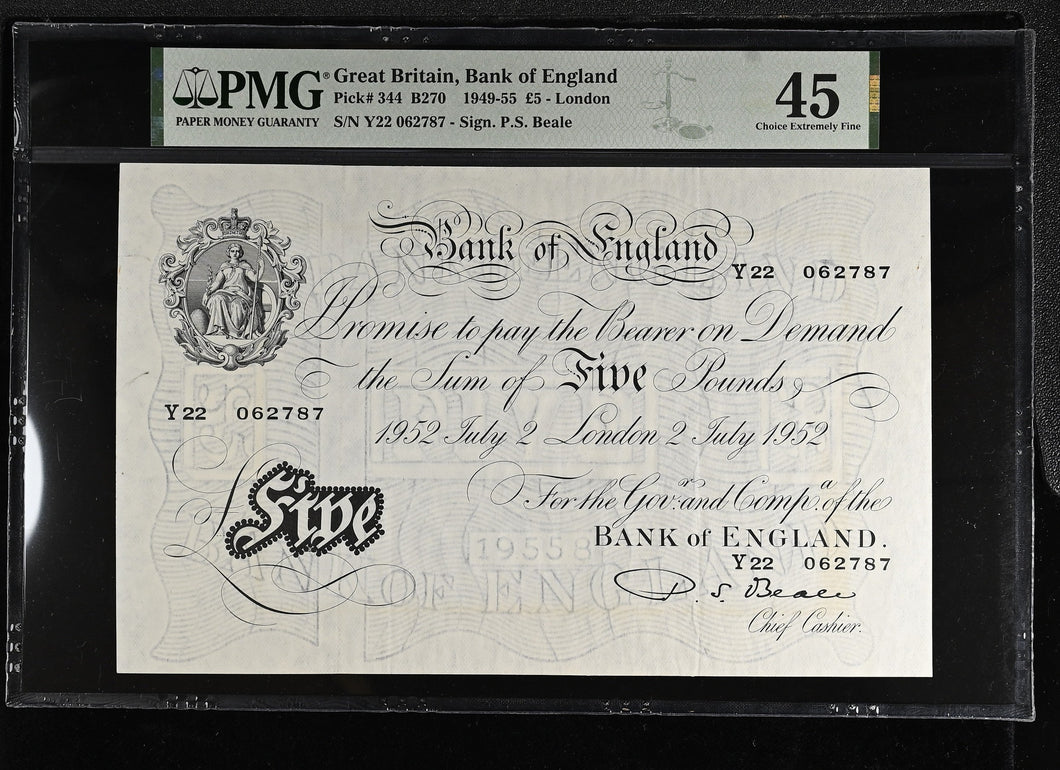 PMG® Great Britain, Bank of England
PAPER MONEY GUARANTY
Pick# 344 B270 1949-55 £5 - London
S/N Y22 062787 - Sign. P.S. Beale
45
Choice Extremely Fine
Bank of England
Y22 062787
I Promise to pay the Bearer on Demand
the Sum of Five Pounds
Y22 062787
1952 July 2 London 2 July 1952
£Five
For the Govr. and Compa. of the
BANK of ENGLAND.
Y22 062787
P. S. Beale
Chief Cashier.
OF ENGLAND